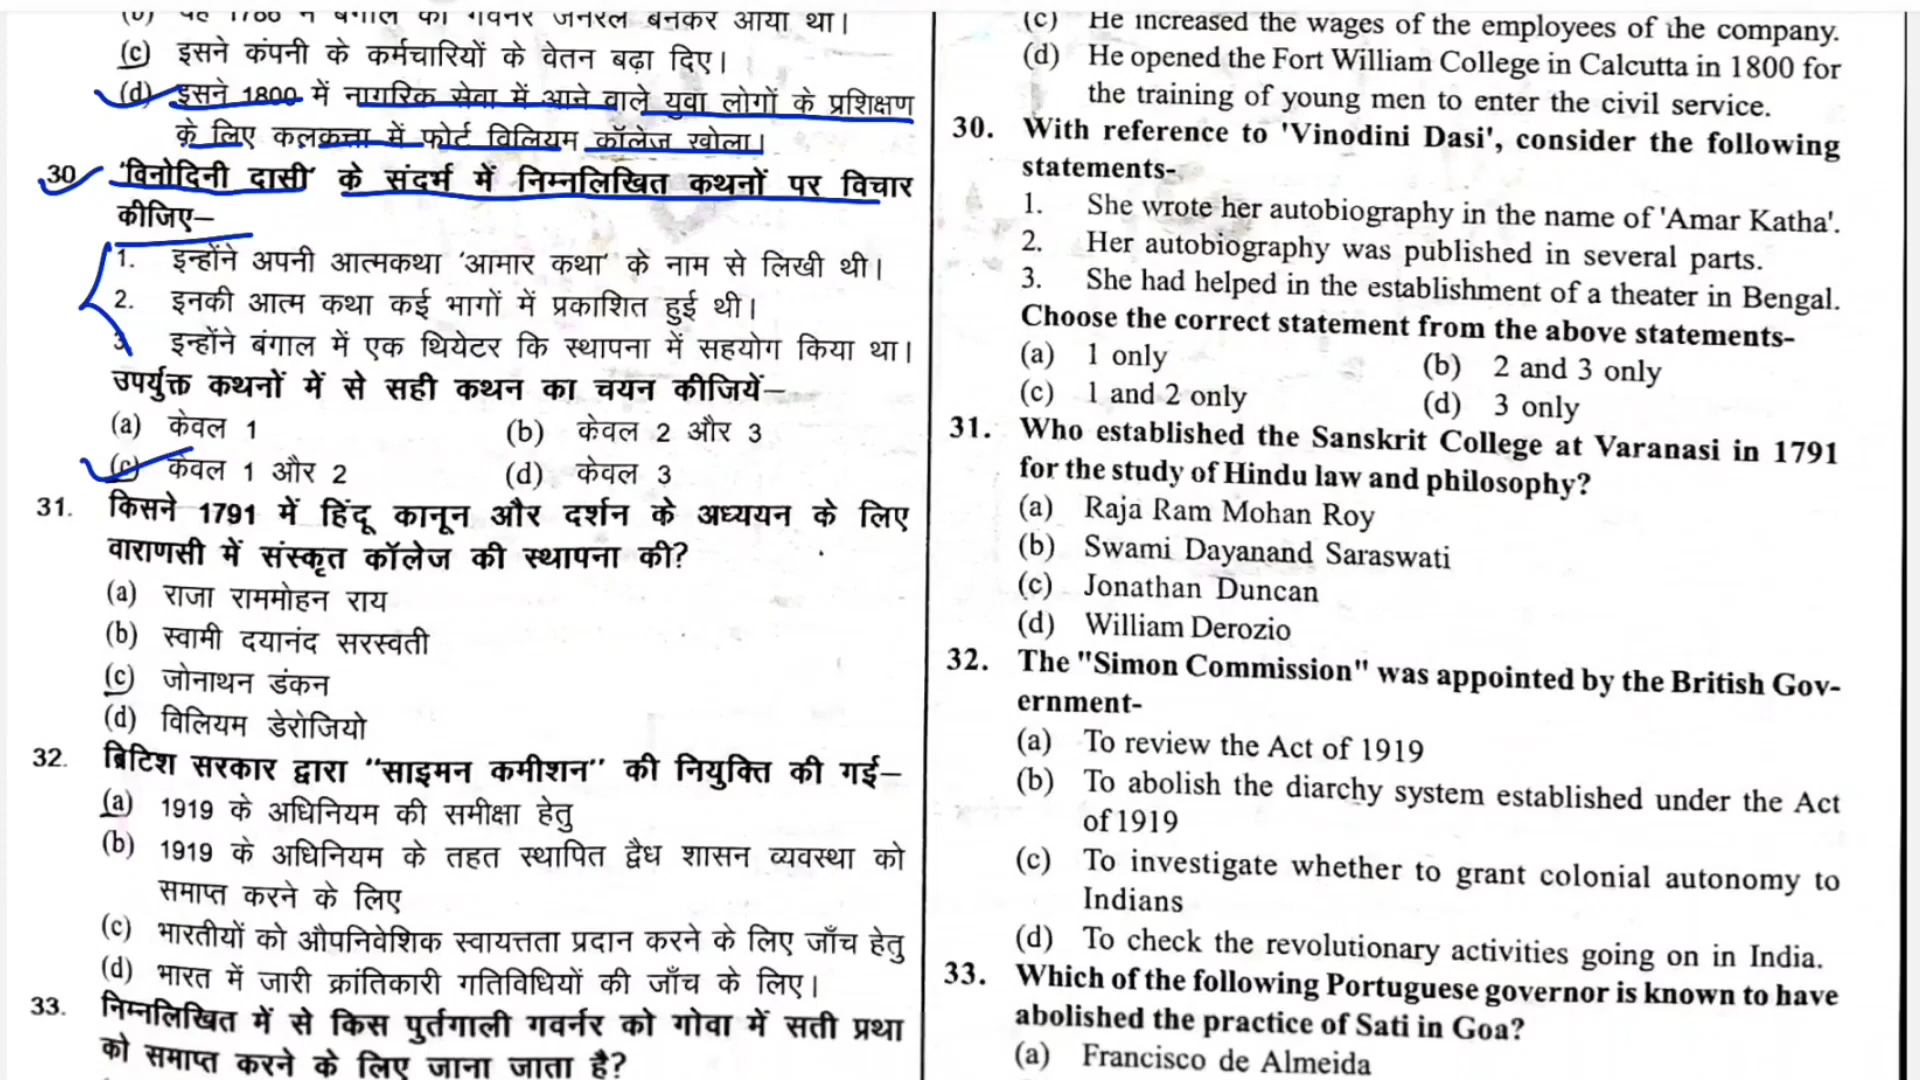 (b) यह 1786 में बंगाल का गवर्नर जनरल बनकर आया था।
(c) इसने कंपनी के कर्मचारियों के वेतन बढ़ा दिए।
(d) इसने 1800 में नागरिक सेवा में आने वाले युवा लोगों के प्रशिक्षण
के लिए कलकत्ता में फोर्ट विलियम कॉलेज खोला।
30. 'विनोदिनी दासी' के संदर्भ में निम्नलिखित कथनों पर विचार
कीजिए–
1. इन्होंने अपनी आत्मकथा 'आमार कथा' के नाम से लिखी थी।
2. इनकी आत्म कथा कई भागों में प्रकाशित हुई थी।
3. इन्होंने बंगाल में एक थियेटर कि स्थापना में सहयोग किया था।
उपर्युक्त कथनों में से सही कथन का चयन कीजियें–
(a) केवल 1 (b) केवल 2 और 3
(c) केवल 1 और 2 (d) केवल 3
31. किसने 1791 में हिंदू कानून और दर्शन के अध्ययन के लिए
वाराणसी में संस्कृत कॉलेज की स्थापना की?
(a) राजा राममोहन राय
(b) स्वामी दयानंद सरस्वती
(c) जोनाथन डंकन
(d) विलियम डेरोजियो
32. ब्रिटिश सरकार द्वारा "साइमन कमीशन" की नियुक्ति की गई–
(a) 1919 के अधिनियम की समीक्षा हेतु
(b) 1919 के अधिनियम के तहत स्थापित द्वैध शासन व्यवस्था को
समाप्त करने के लिए
(c) भारतीयों को औपनिवेशिक स्वायत्तता प्रदान करने के लिए जाँच हेतु
(d) भारत में जारी क्रांतिकारी गतिविधियों की जाँच के लिए।
33. निम्नलिखित में से किस पुर्तगाली गवर्नर को गोवा में सती प्रथा
को समाप्त करने के लिए जाना जाता है?
(c) He increased the wages of the employees of the company.
(d) He opened the Fort William College in Calcutta in 1800 for
the training of young men to enter the civil service.
30. With reference to 'Vinodini Dasi', consider the following
statements-
1. She wrote her autobiography in the name of 'Amar Katha'.
2. Her autobiography was published in several parts.
3. She had helped in the establishment of a theater in Bengal.
Choose the correct statement from the above statements-
(a) 1 only (b) 2 and 3 only
(c) 1 and 2 only (d) 3 only
31. Who established the Sanskrit College at Varanasi in 1791
for the study of Hindu law and philosophy?
(a) Raja Ram Mohan Roy
(b) Swami Dayanand Saraswati
(c) Jonathan Duncan
(d) William Derozio
32. The "Simon Commission" was appointed by the British Gov-
ernment-
(a) To review the Act of 1919
(b) To abolish the diarchy system established under the Act
of 1919
(c) To investigate whether to grant colonial autonomy to
Indians
(d) To check the revolutionary activities going on in India.
33. Which of the following Portuguese governor is known to have
abolished the practice of Sati in Goa?
(a) Francisco de Almeida